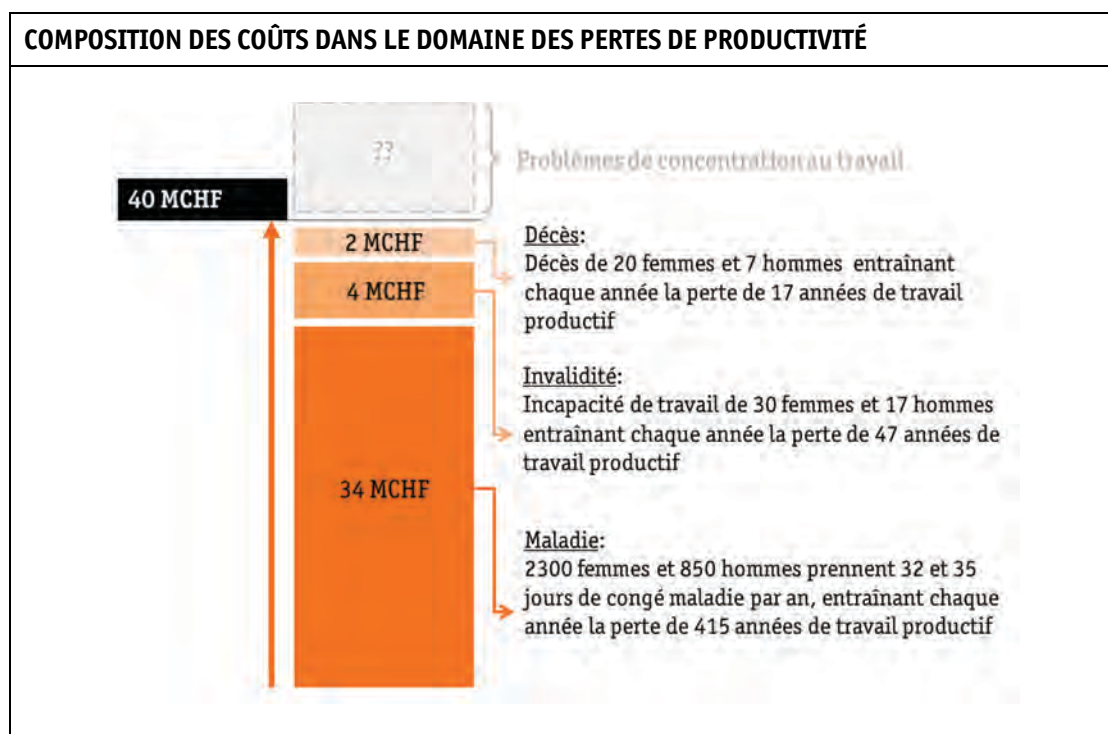 COMPOSITION DES COÛTS DANS LE DOMAINE DES PERTES DE PRODUCTIVITÉ
??
Problèmes de concentration au travail
40 MCHF
2 MCHF
Décès:
Décès de 20 femmes et 7 hommes entraînant
chaque année la perte de 17 années de travail
productif
4 MCHF
Invalidité:
Incapacité de travail de 30 femmes et 17 hommes
entraînant chaque année la perte de 47 années de
travail productif
34 MCHF
Maladie:
2300 femmes et 850 hommes prennent 32 et 35
jours de congé maladie par an, entraînant chaque
année la perte de 415 années de travail productif